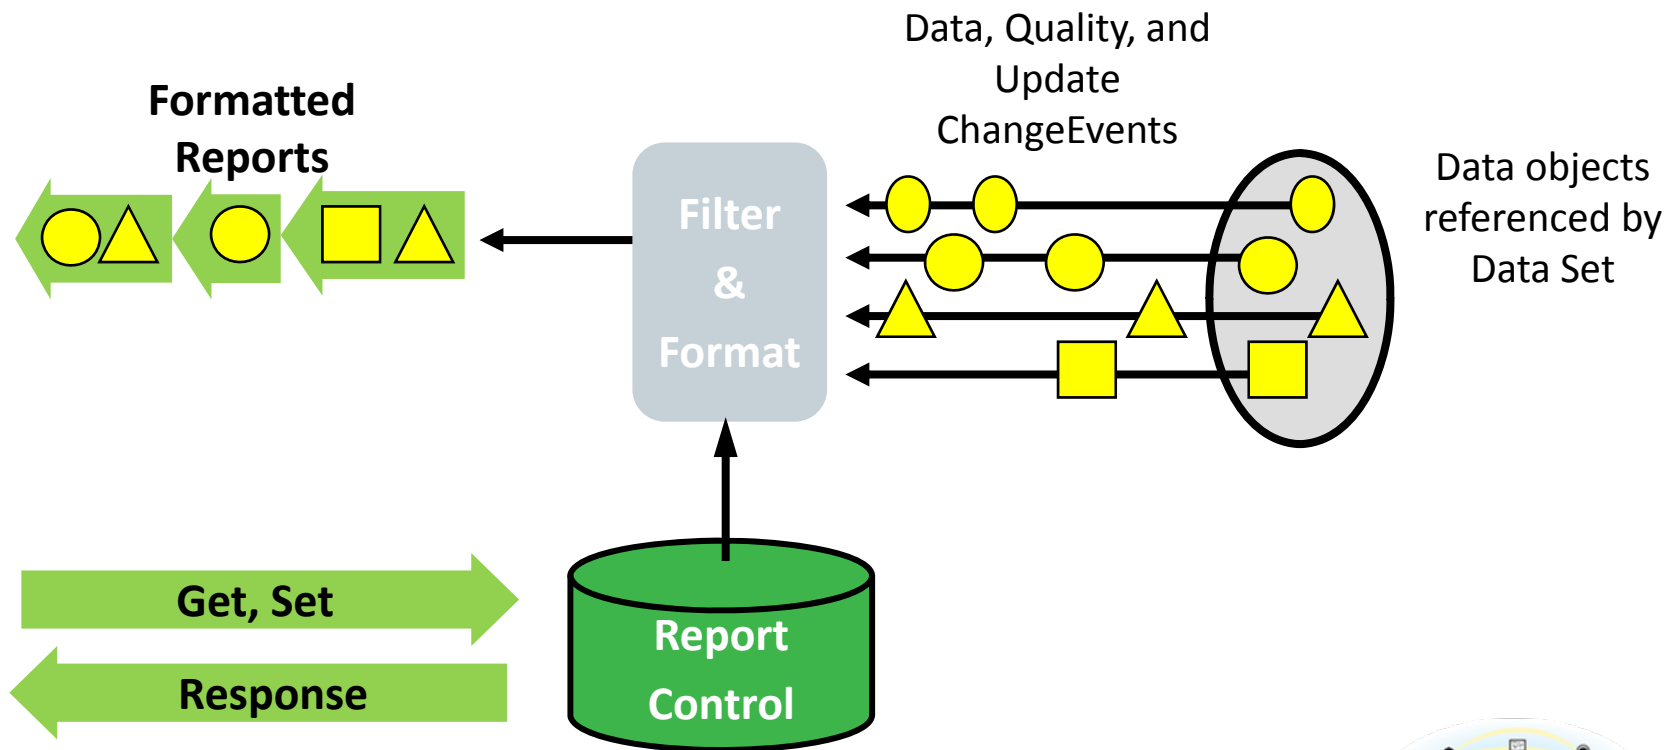 Data, Quality, and
Update
ChangeEvents
Formatted
Reports
Data objects
referenced by
Data Set
Filter
&
Format
Get, Set
Response
Report
Control